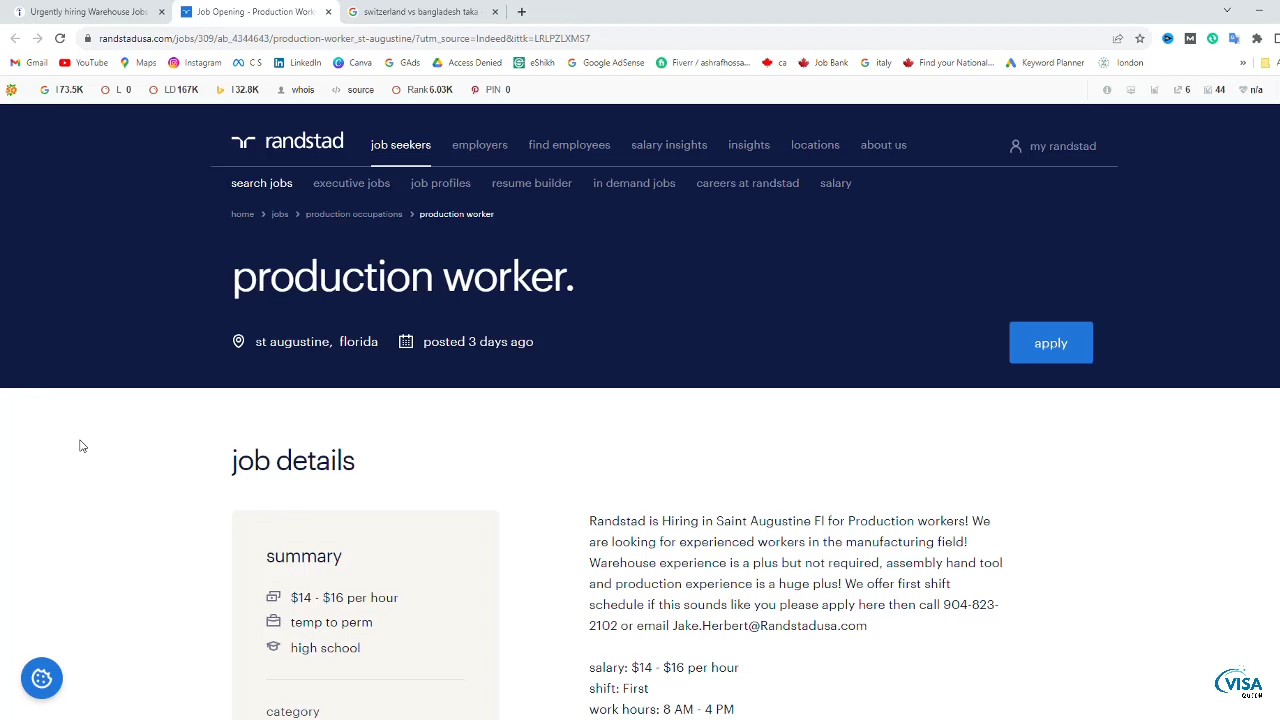 Urgently hiring Warehouse Jobs
Job Opening - Production Work
switzerland vs bangladesh taka
randstadusa.com/jobs/309/ab_4344643/production-worker_st-augustine/?utm_source=Indeed&ittk=LRLPZLXMS7
Gmail YouTube Maps Instagram C S LinkedIn Canva GAds Access Denied eShikh Google AdSense Fiverr / ashrafhossa... ca Job Bank italy Find your National... Keyword Planner london »
I 73.5K L 0 LD 167K I 32.8K whois source Rank 6.03K PIN 0 6 44 n/a
randstad job seekers employers find employees salary insights insights locations about us my randstad
search jobs executive jobs job profiles resume builder in demand jobs careers at randstad salary
home > jobs > production occupations > production worker
production worker.
st augustine, florida posted 3 days ago
apply
job details
summary
$14 - $16 per hour
temp to perm
high school
category
Randstad is Hiring in Saint Augustine Fl for Production workers! We
are looking for experienced workers in the manufacturing field!
Warehouse experience is a plus but not required, assembly hand tool
and production experience is a huge plus! We offer first shift
schedule if this sounds like you please apply here then call 904-823-
2102 or email Jake.Herbert@Randstadusa.com
salary: $14 - $16 per hour
shift: First
work hours: 8 AM - 4 PM
VISA